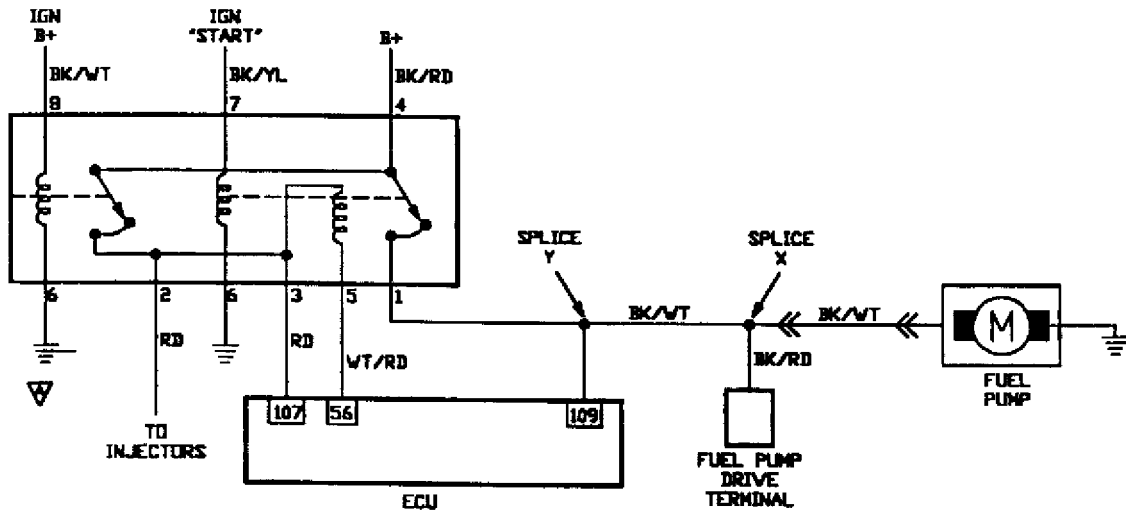 IGN
B+
IGN
"START"
B+
BK/WT
BK/YL
BK/RD
8
7
4
6
2
6
3
5
1
RD
RD
WT/RD
SPLICE
Y
SPLICE
X
BK/WT
BK/WT
BK/RD
M
FUEL
PUMP
A
TO
INJECTORS
107
56
109
ECU
FUEL PUMP
DRIVE
TERMINAL